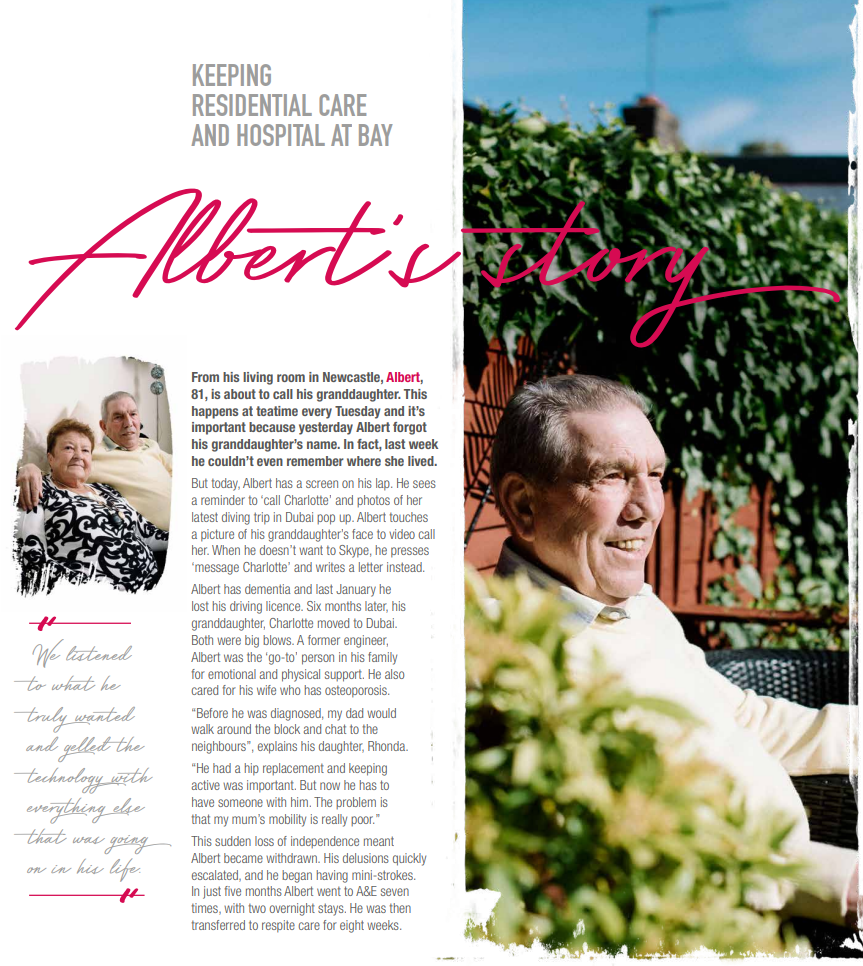 KEEPING
RESIDENTIAL CARE
AND HOSPITAL AT BAY
Albert's story
From his living room in Newcastle, Albert,
81, is about to call his granddaughter. This
happens at teatime every Tuesday and it’s
important because yesterday Albert forgot
his granddaughter’s name. In fact, last week
he couldn’t even remember where she lived.
But today, Albert has a screen on his lap. He sees
a reminder to ‘call Charlotte’ and photos of her
latest diving trip in Dubai pop up. Albert touches
a picture of his granddaughter’s face to video call
her. When he doesn’t want to Skype, he presses
‘message Charlotte’ and writes a letter instead.
Albert has dementia and last January he
lost his driving licence. Six months later, his
granddaughter, Charlotte moved to Dubai.
Both were big blows. A former engineer,
Albert was the ‘go-to’ person in his family
for emotional and physical support. He also
cared for his wife who has osteoporosis.
“Before he was diagnosed, my dad would
walk around the block and chat to the
neighbours”, explains his daughter, Rhonda.
“He had a hip replacement and keeping
active was important. But now he has to
have someone with him. The problem is
that my mum’s mobility is really poor.”
This sudden loss of independence meant
Albert became withdrawn. His delusions quickly
escalated, and he began having mini-strokes.
In just five months Albert went to A&E seven
times, with two overnight stays. He was then
transferred to respite care for eight weeks.
"
We listened
to what he
truly wanted
and gelled the
technology with
everything else
that was going
on in his life.
"